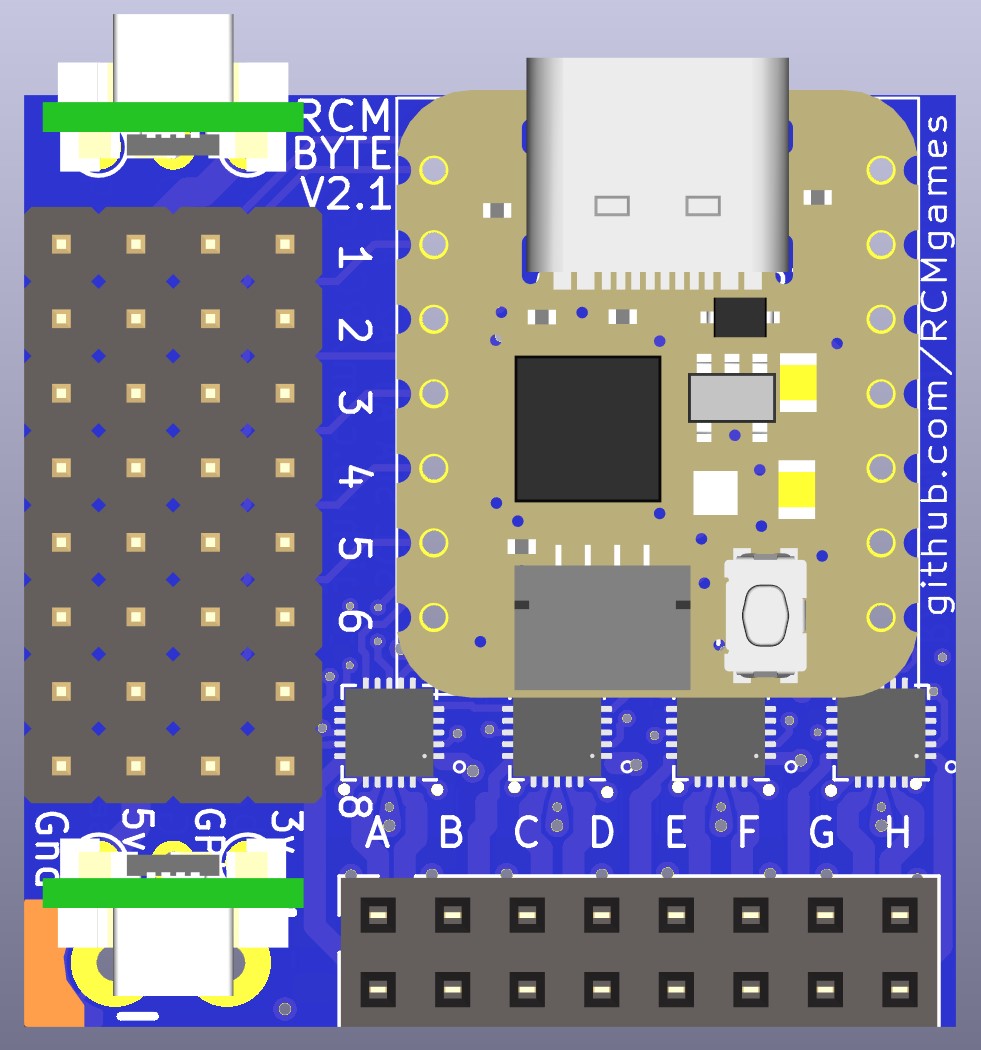 RCM
BYTE
V2.1
1
2
3
4
5
6
8
Gnd
5v
GP
3v
A B C D E F G H
github.com/RCMgames